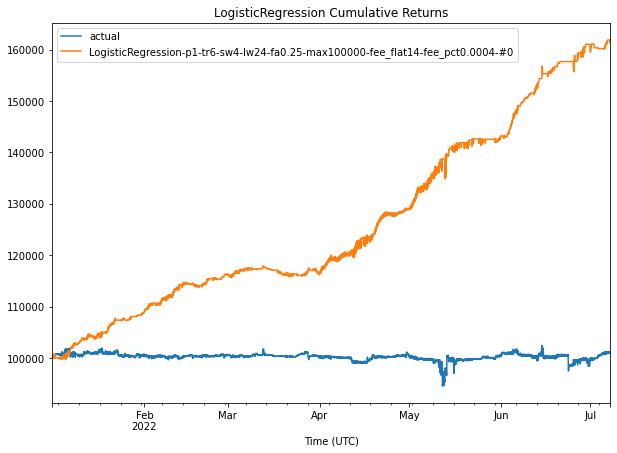 LogisticRegression Cumulative Returns
actual
LogisticRegression-p1-tr6-sw4-lw24-fa0.25-max100000-fee_flat14-fee_pct0.0004-#0
160000
150000
140000
130000
120000
110000
100000
Feb
2022
Mar
Apr
May
Jun
Jul
Time (UTC)